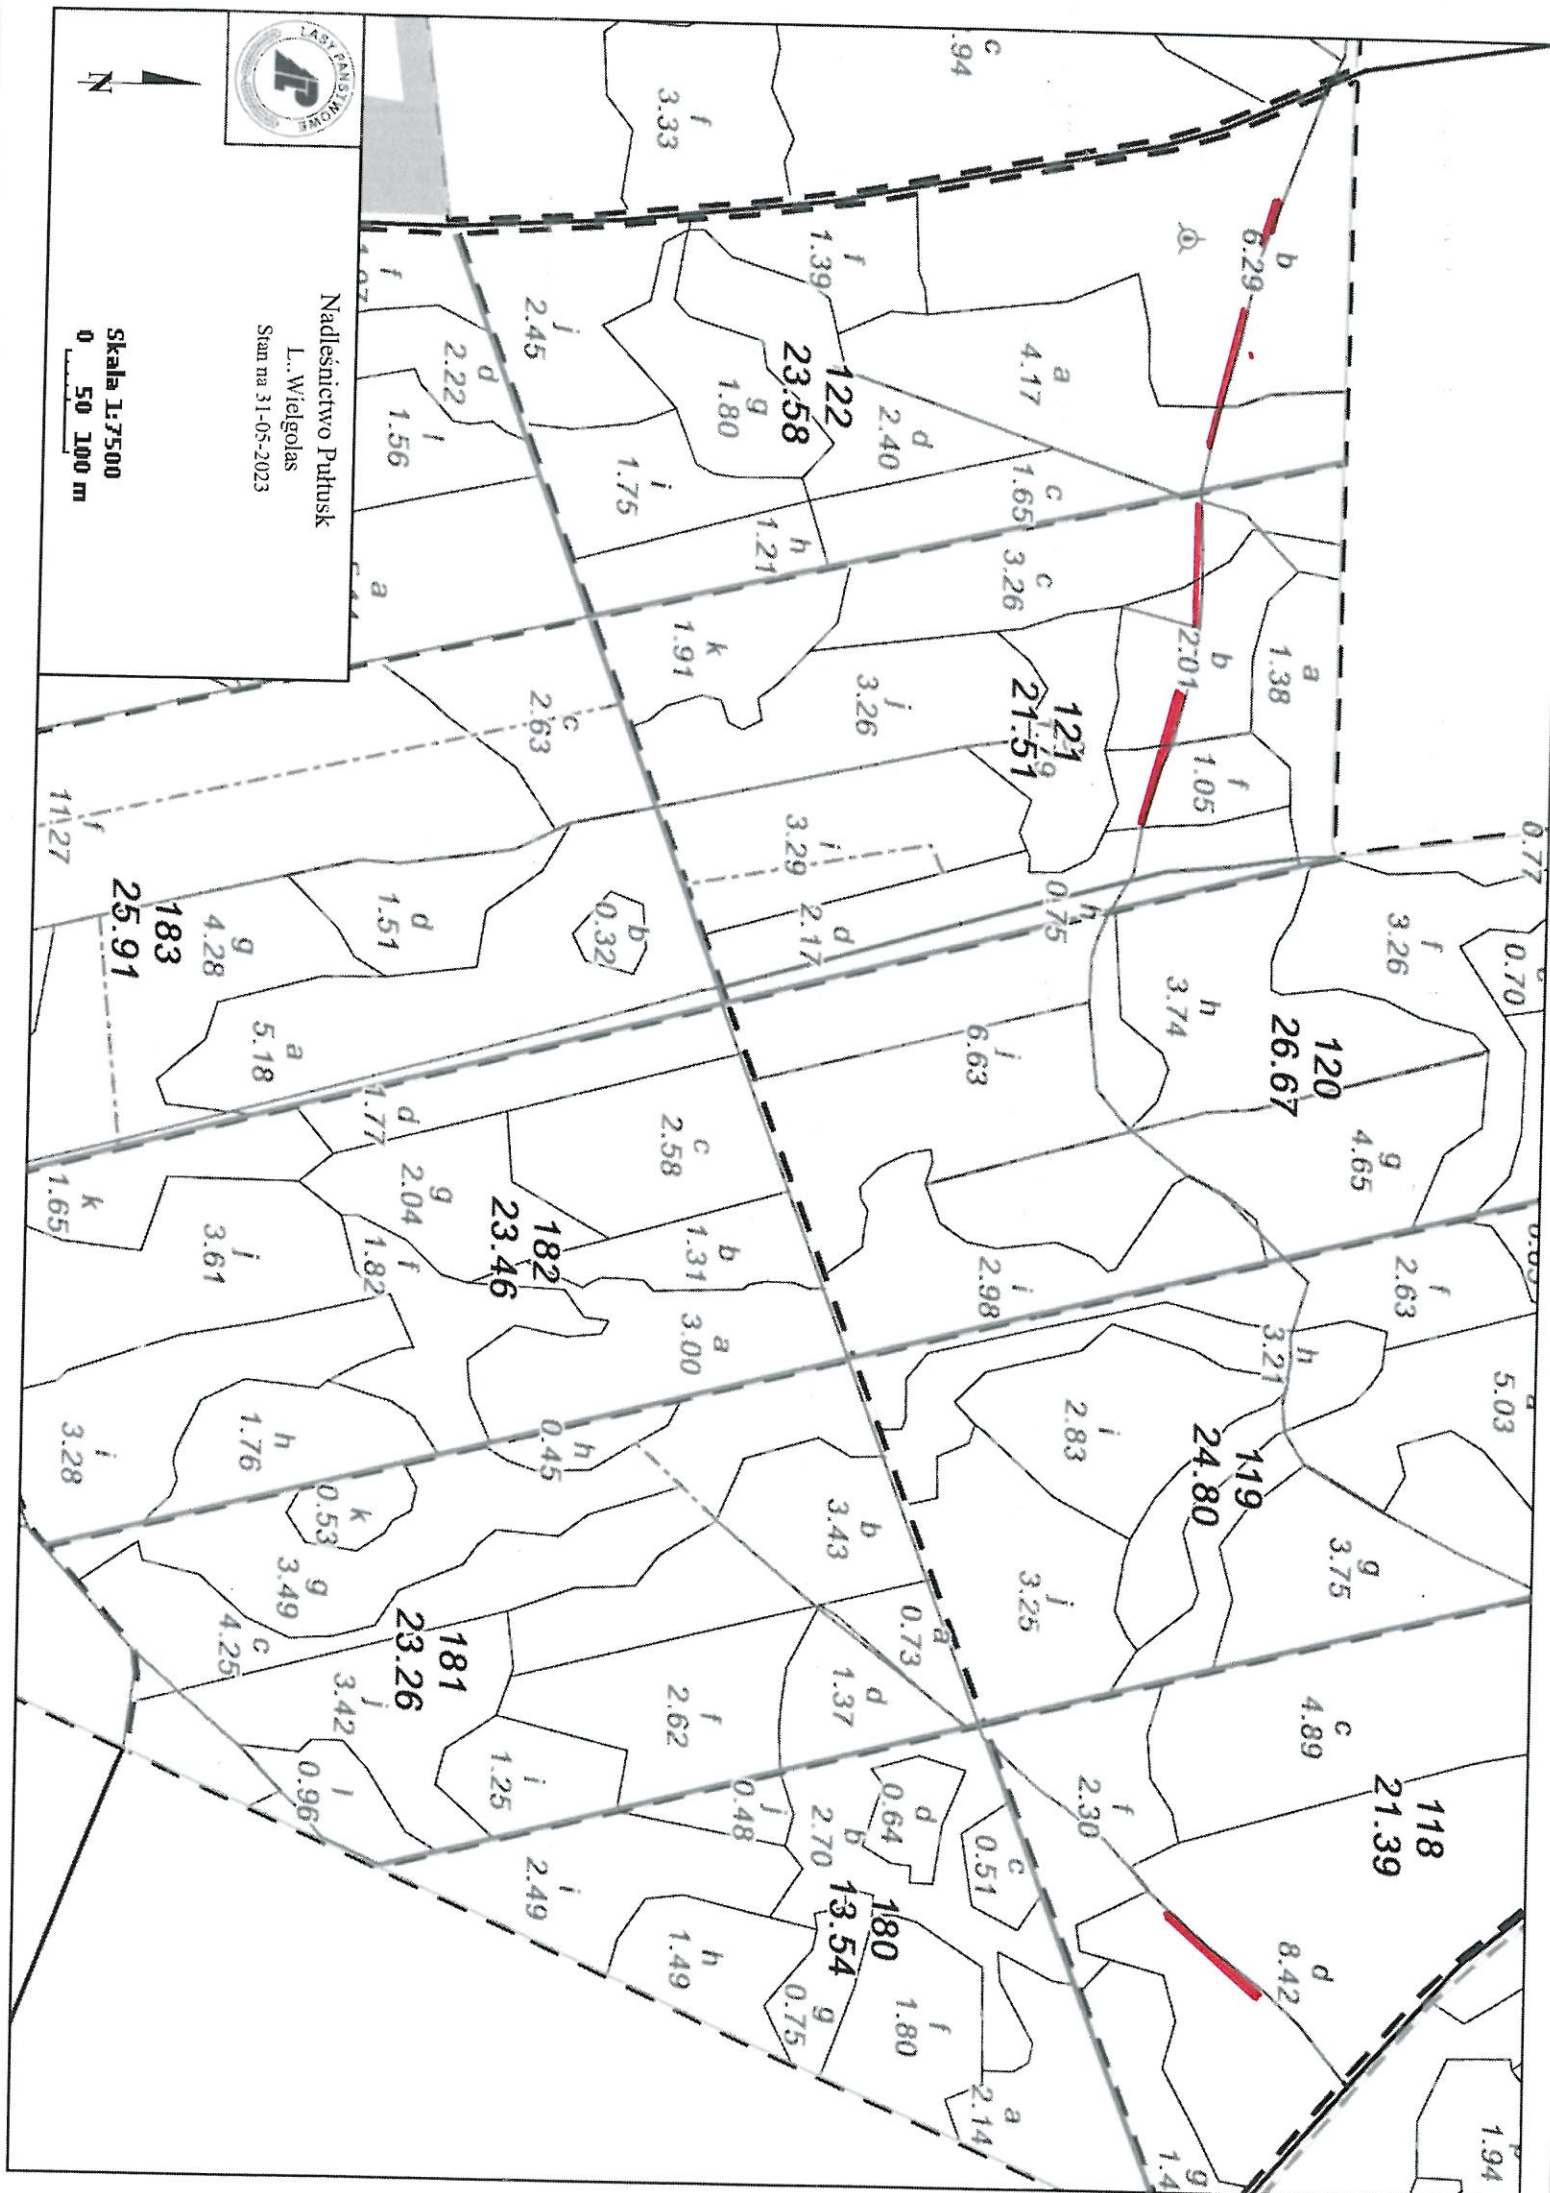 LASY PAŃSTWOWE
N
Nadleśnictwo Pułtusk
L..Wielgolas
Stan na 31-05-2023
Skala 1:7500
0 50 100 m
c
.94
f
3.33
b
6.29
f
1.39
a
4.17
122
23.58
d
2.40
g
1.80
j
2.45
d
2.22
l
1.56
i
1.75
h
1.21
c
1.65
c
3.26
k
1.91
j
3.26
a
1.38
b
2.01
f
1.05
121
21.51
g
i
3.29
d
2.17
h
0.75
a
c
2.63
f
11.27
183
25.91
g
4.28
d
1.51
b
0.32
a
5.18
0.77
f
3.26
0.70
h
3.74
120
26.67
g
4.65
j
6.63
i
2.98
d
1.77
c
2.58
b
1.31
g
2.04
182
23.46
f
1.82
j
3.61
k
1.65
a
3.00
h
1.76
i
3.28
f
2.63
5.03
h
3.21
i
2.83
119
24.80
g
3.75
j
3.25
h
0.45
k
0.53
g
3.49
c
4.25
b
3.43
a
0.73
d
1.37
f
2.62
181
23.26
j
3.42
i
1.25
l
0.96
c
4.89
118
21.39
f
2.30
d
8.42
d
0.64
c
0.51
j
0.48
b
2.70
180
13.54
i
2.49
h
1.49
g
0.75
f
1.80
a
2.14
g
1.4
1.94